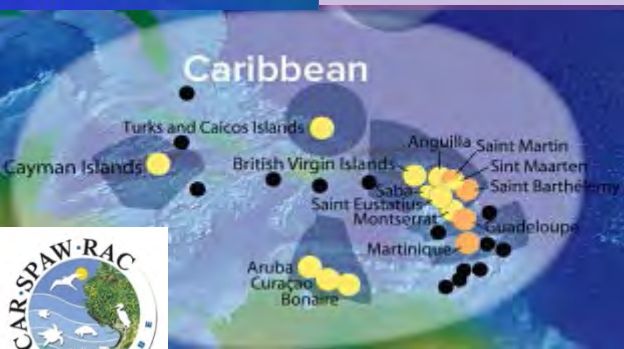 Caribbean
Turks and Caicos Islands
Anguilla
Saint Martin
Cayman Islands
British Virgin Islands
Sint Maarten
Saba
Saint Barthélemy
Saint Eustatius
Montserrat
Guadeloupe
Martinique
Aruba
Curaçao
Bonaire
CAR·SPAW·RAC